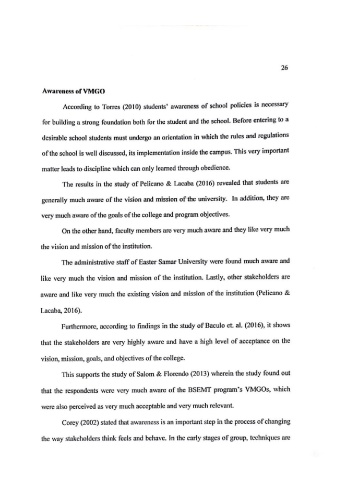 26
Awareness of VMGO
According to Torres (2010) students' awareness of school policies is necessary
for building a strong foundation both for the student and the school. Before entering to a
desirable school students must undergo an orientation in which the rules and regulations
of the school is well discussed, its implementation inside the campus. This very important
matter leads to discipline which can only learned through obedience.
The results in the study of Pelicano & Lacaba (2016) revealed that students are
generally much aware of the vision and mission of the university. In addition, they are
very much aware of the goals of the college and program objectives.
On the other hand, faculty members are very much aware and they like very much
the vision and mission of the institution.
The administrative staff of Easter Samar University were found much aware and
like very much the vision and mission of the institution. Lastly, other stakeholders are
aware and like very much the existing vision and mission of the institution (Pelicano &
Lacaba, 2016).
Furthermore, according to findings in the study of Baculo et. al. (2016), it shows
that the stakeholders are very highly aware and have a high level of acceptance on the
vision, mission, goals, and objectives of the college.
This supports the study of Salom & Florendo (2013) wherein the study found out
that the respondents were very much aware of the BSEMT program's VMGOs, which
were also perceived as very much acceptable and very much relevant.
Corey (2002) stated that awareness is an important step in the process of changing
the way stakeholders think feels and behave. In the early stages of group, techniques are